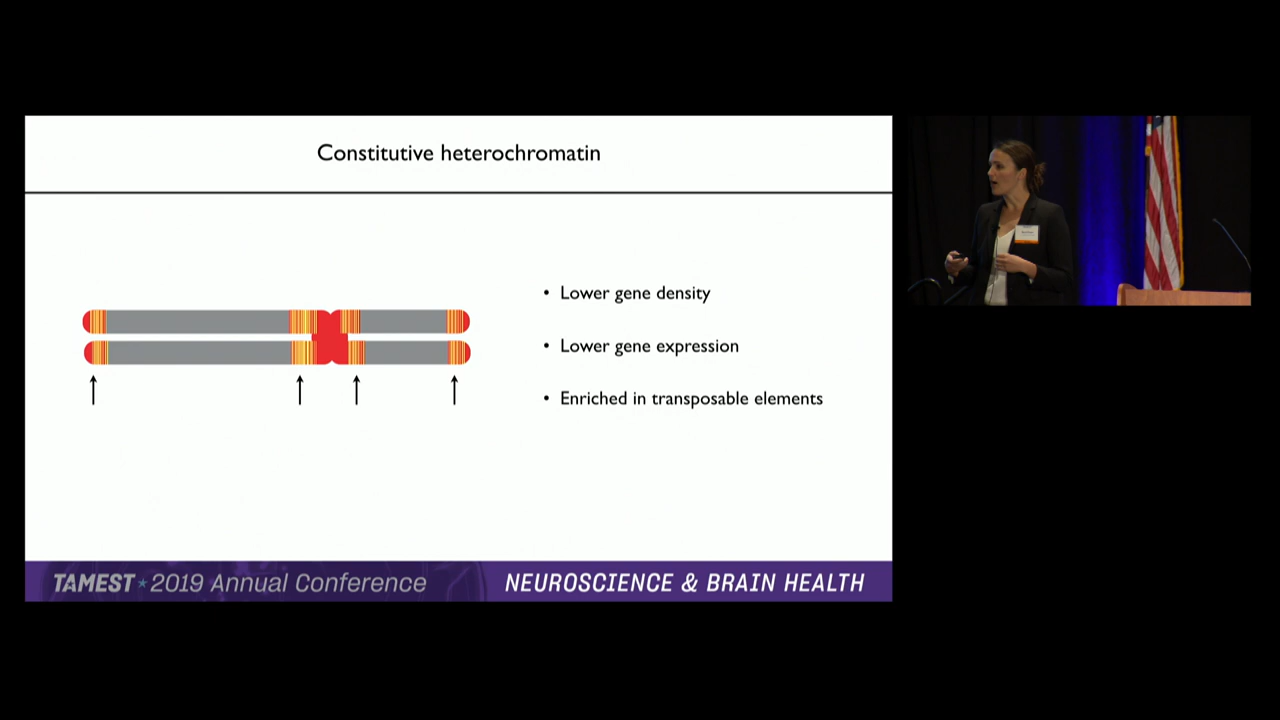 Constitutive heterochromatin
• Lower gene density
• Lower gene expression
• Enriched in transposable elements
TAMEST★2019 Annual Conference
NEUROSCIENCE & BRAIN HEALTH